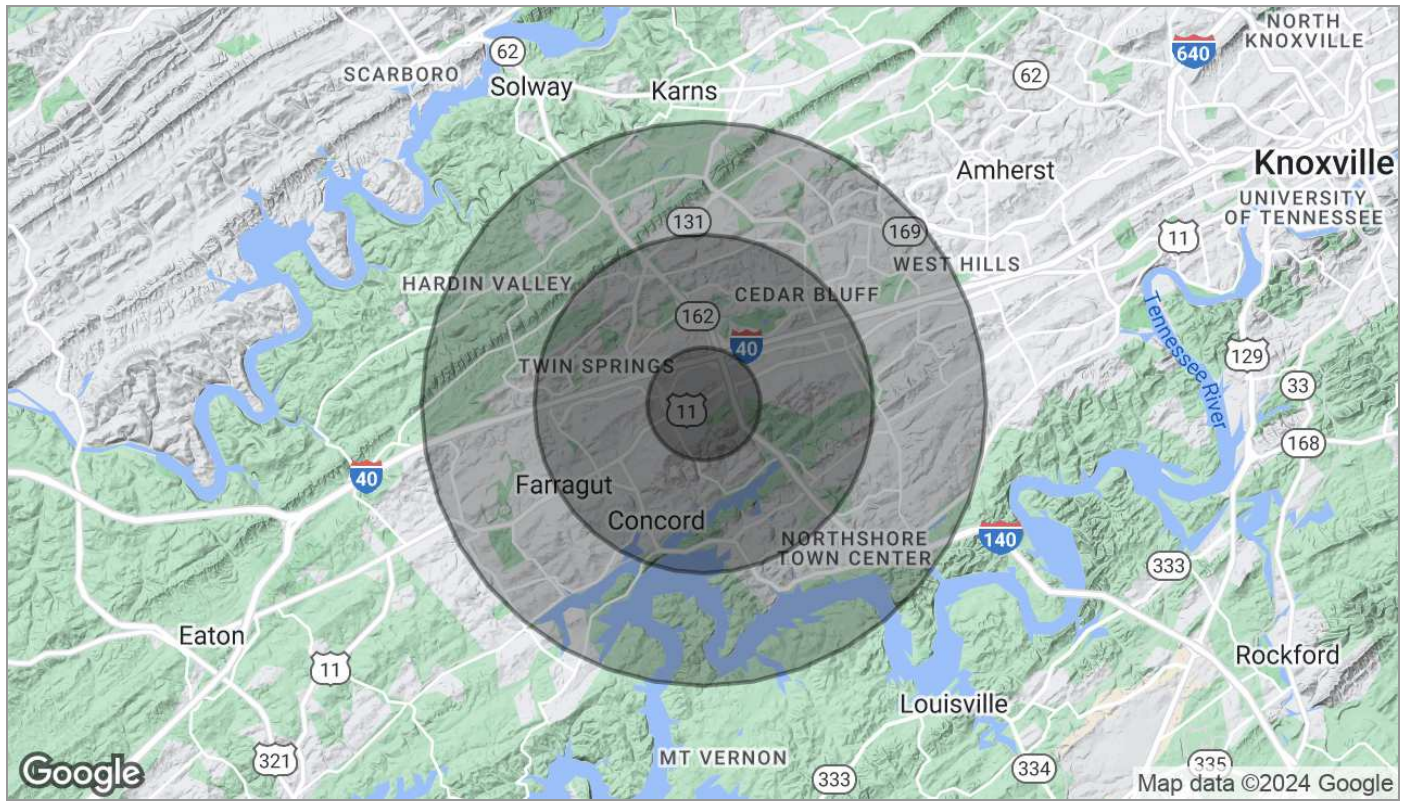 NORTH
KNOXVILLE
640
62
SCARBORO
62
Solway
Karns
Amherst
Knoxville
UNIVERSITY
OF TENNESSEE
131
169
11
WEST HILLS
HARDIN VALLEY
CEDAR BLUFF
162
Tennessee River
40
129
TWIN SPRINGS
33
11
168
40
Farragut
Concord
NORTHSHORE
TOWN CENTER
140
333
Eaton
11
Rockford
Louisville
MT VERNON
321
333
334
335
Google
Map data ©2024 Google